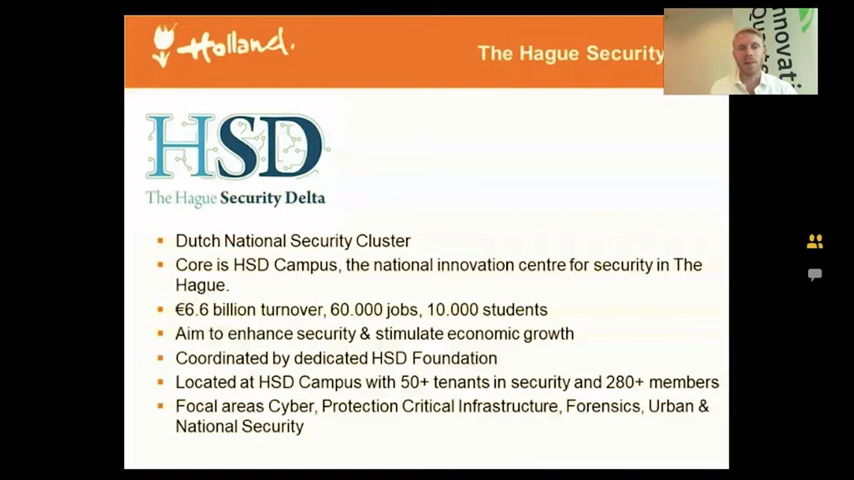 Holland.
The Hague Security
HSD
The Hague Security Delta
▪ Dutch National Security Cluster
▪ Core is HSD Campus, the national innovation centre for security in The
Hague.
▪ €6.6 billion turnover, 60.000 jobs, 10.000 students
▪ Aim to enhance security & stimulate economic growth
▪ Coordinated by dedicated HSD Foundation
▪ Located at HSD Campus with 50+ tenants in security and 280+ members
▪ Focal areas Cyber, Protection Critical Infrastructure, Forensics, Urban &
National Security